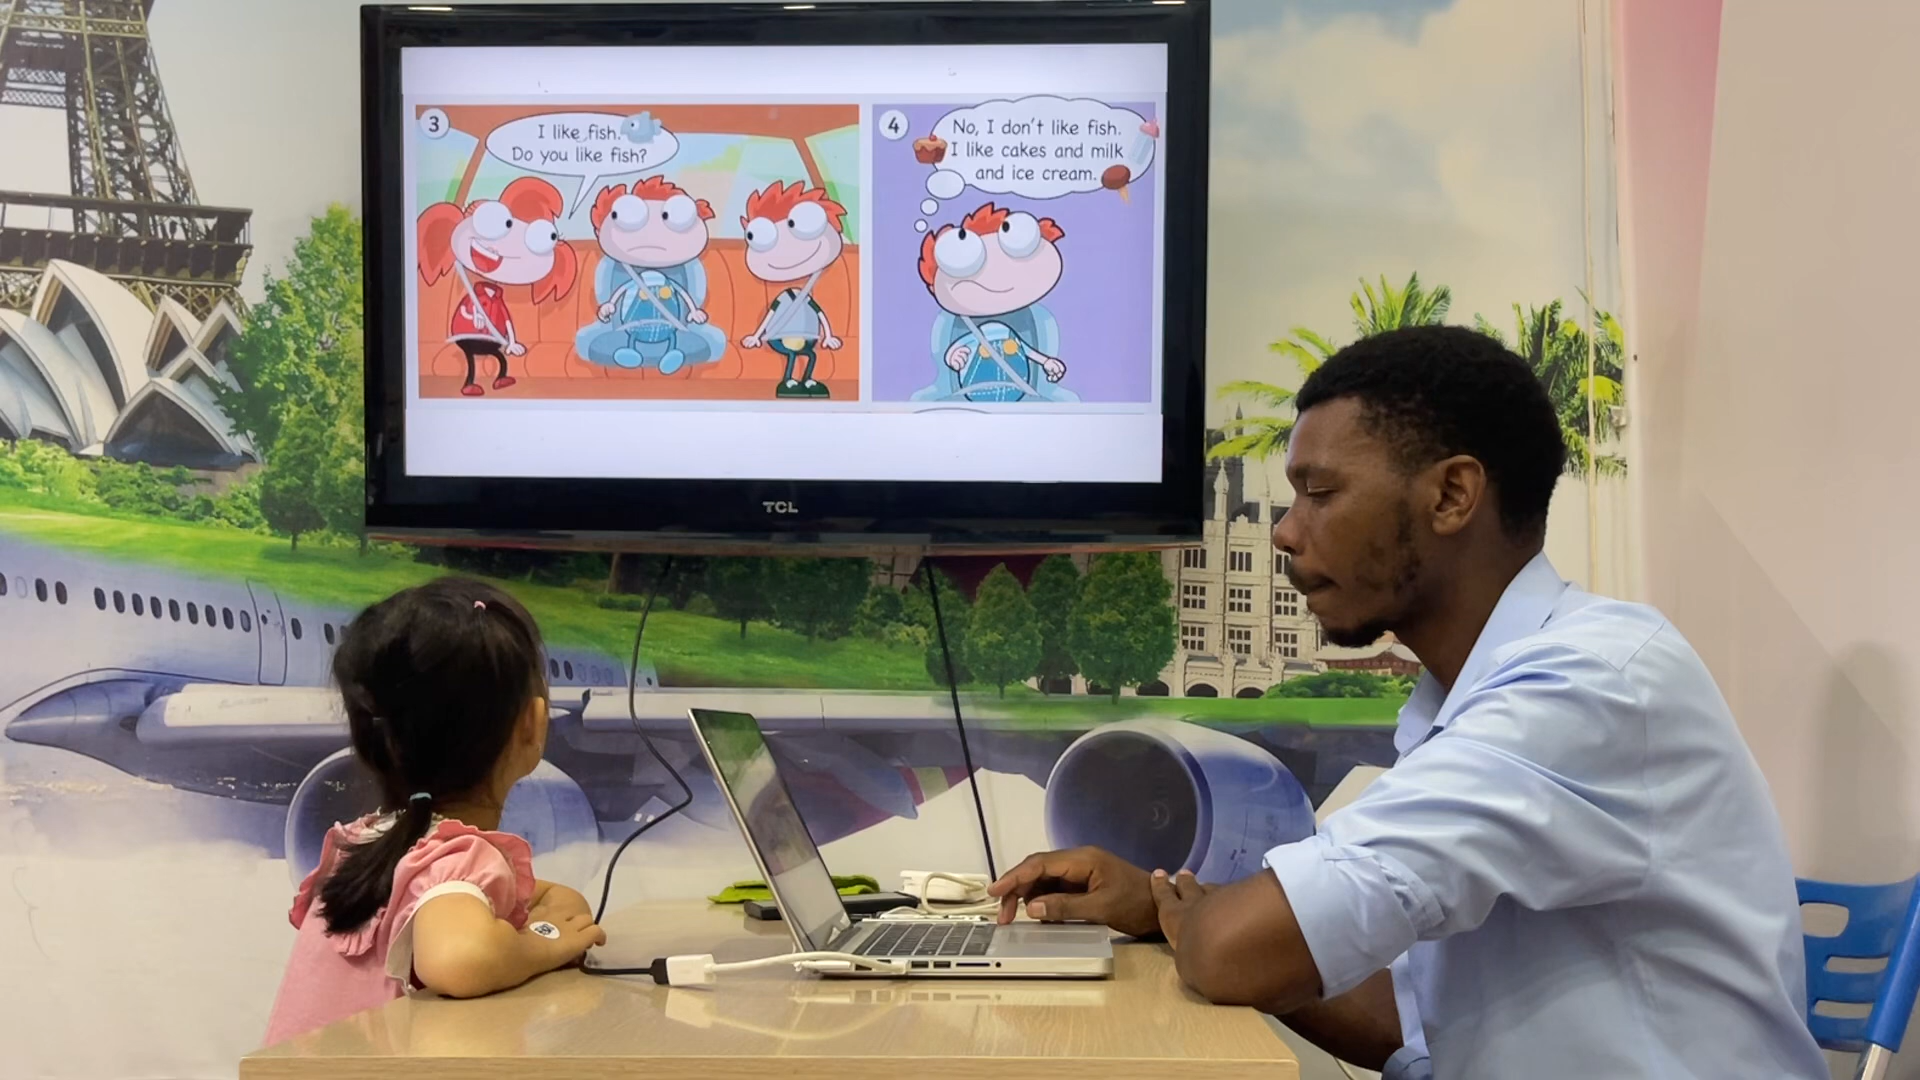 3
I like fish.
Do you like fish?
4
No, I don't like fish.
I like cakes and milk
and ice cream.
TCL